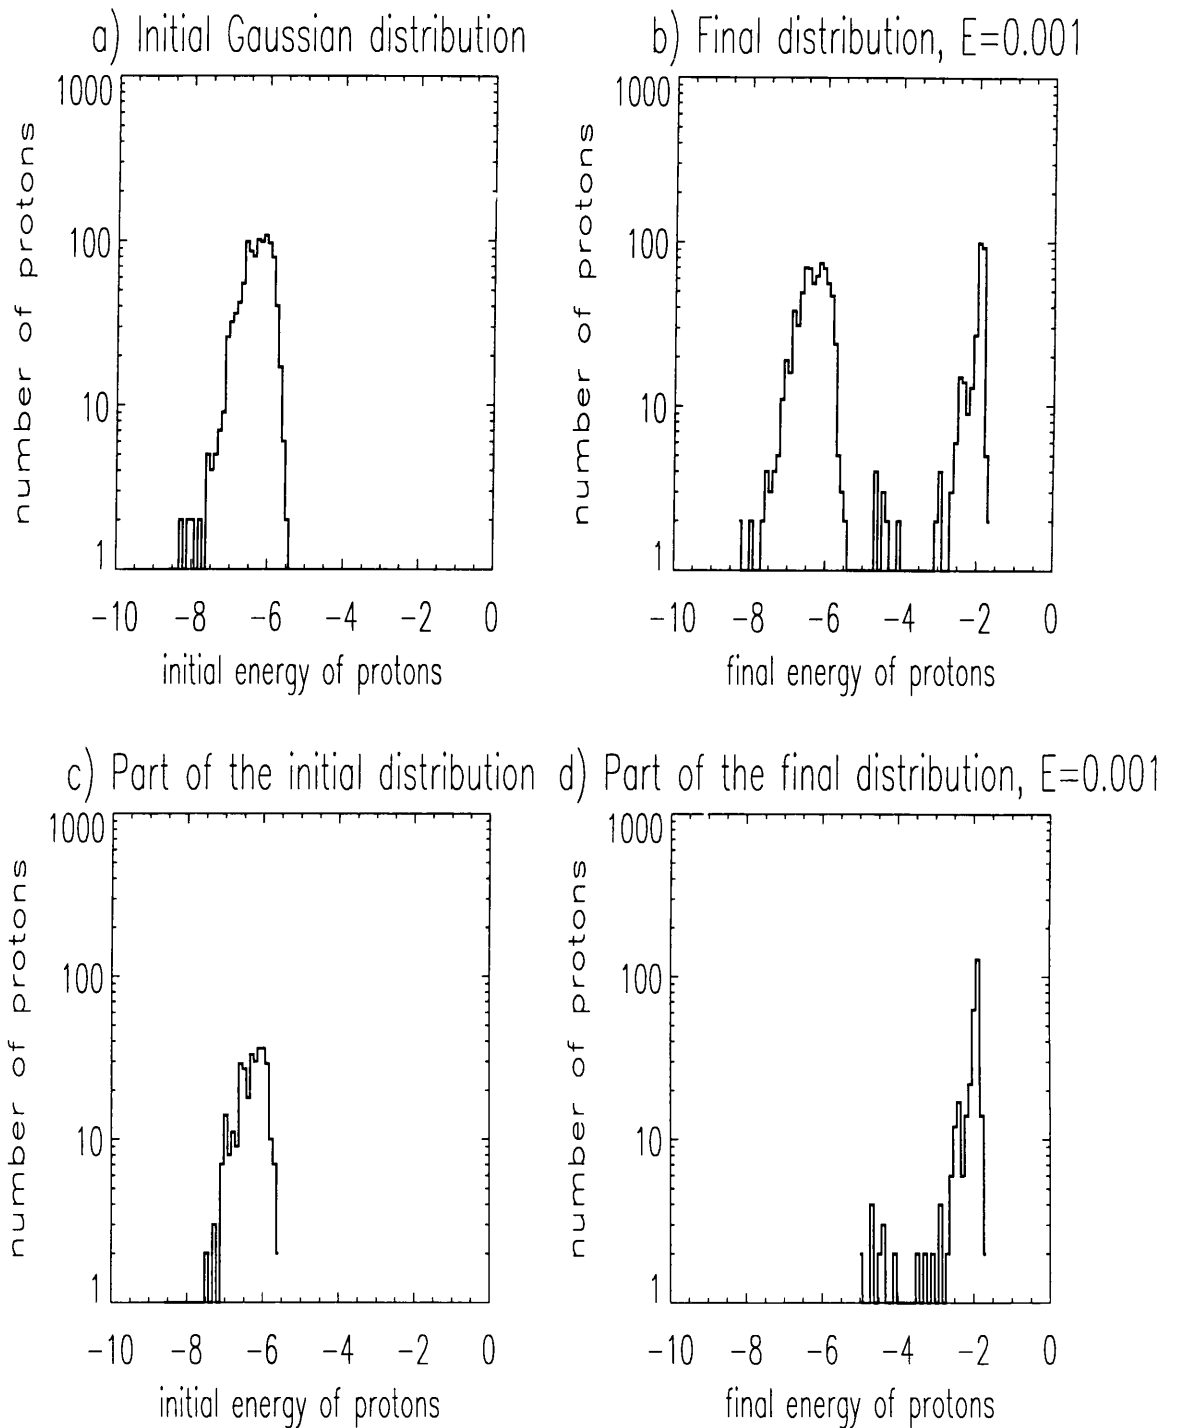 a) Initial Gaussian distribution
number of protons
1000
100
10
1
-10 -8 -6 -4 -2 0
initial energy of protons
b) Final distribution, E=0.001
number of protons
1000
100
10
1
-10 -8 -6 -4 -2 0
final energy of protons
c) Part of the initial distribution
number of protons
1000
100
10
1
-10 -8 -6 -4 -2 0
initial energy of protons
d) Part of the final distribution, E=0.001
number of protons
1000
100
10
1
-10 -8 -6 -4 -2 0
final energy of protons